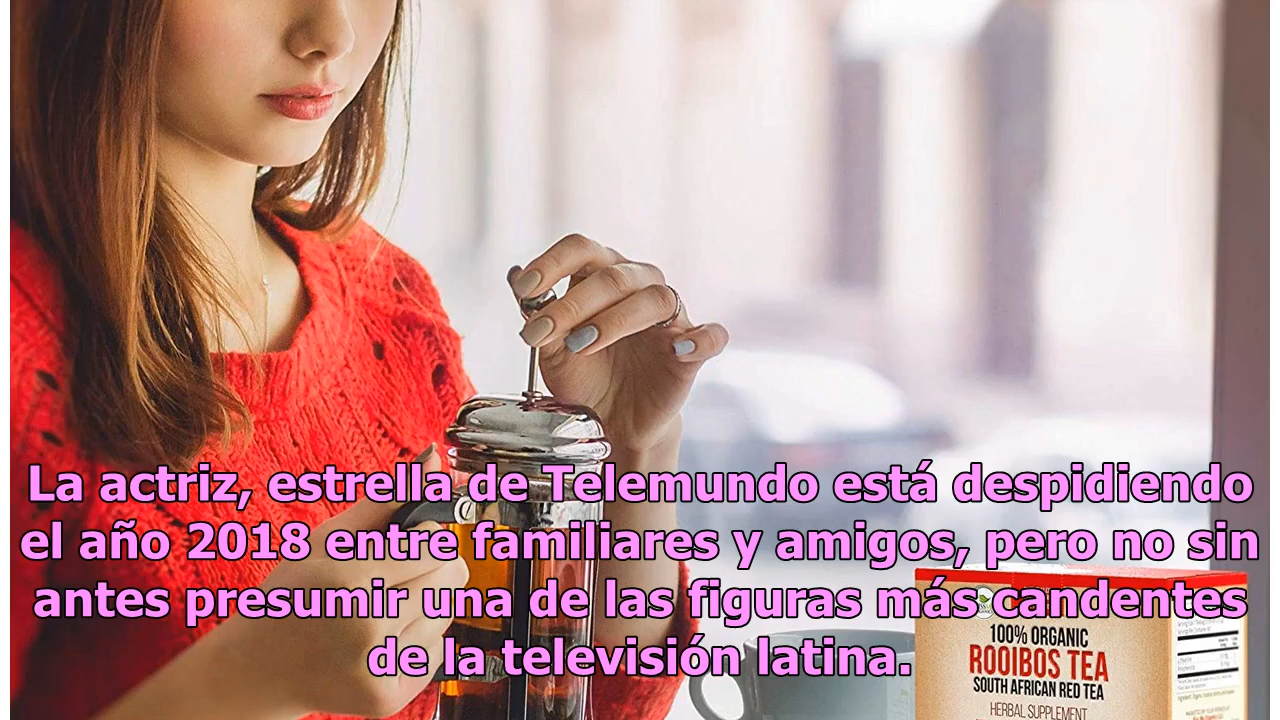 La actriz, estrella de Telemundo está despidiendo
el año 2018 entre familiares y amigos, pero no sin
antes presumir una de las figuras más candentes
de la televisión latina.
100% ORGANIC
ROOIBOS TEA
SOUTH AFRICAN RED TEA
HERBAL SUPPLEMENT